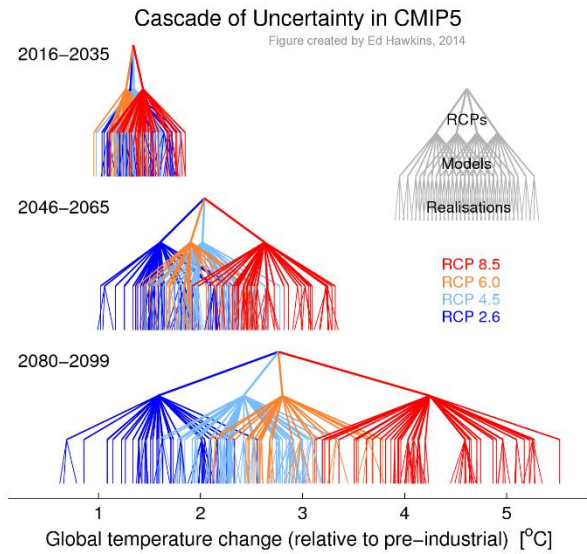 Cascade of Uncertainty in CMIP5
Figure created by Ed Hawkins, 2014
2016−2035
RCPs
Models
Realisations
2046−2065
RCP 8.5
RCP 6.0
RCP 4.5
RCP 2.6
2080−2099
1 2 3 4 5
Global temperature change (relative to pre−industrial) [°C]